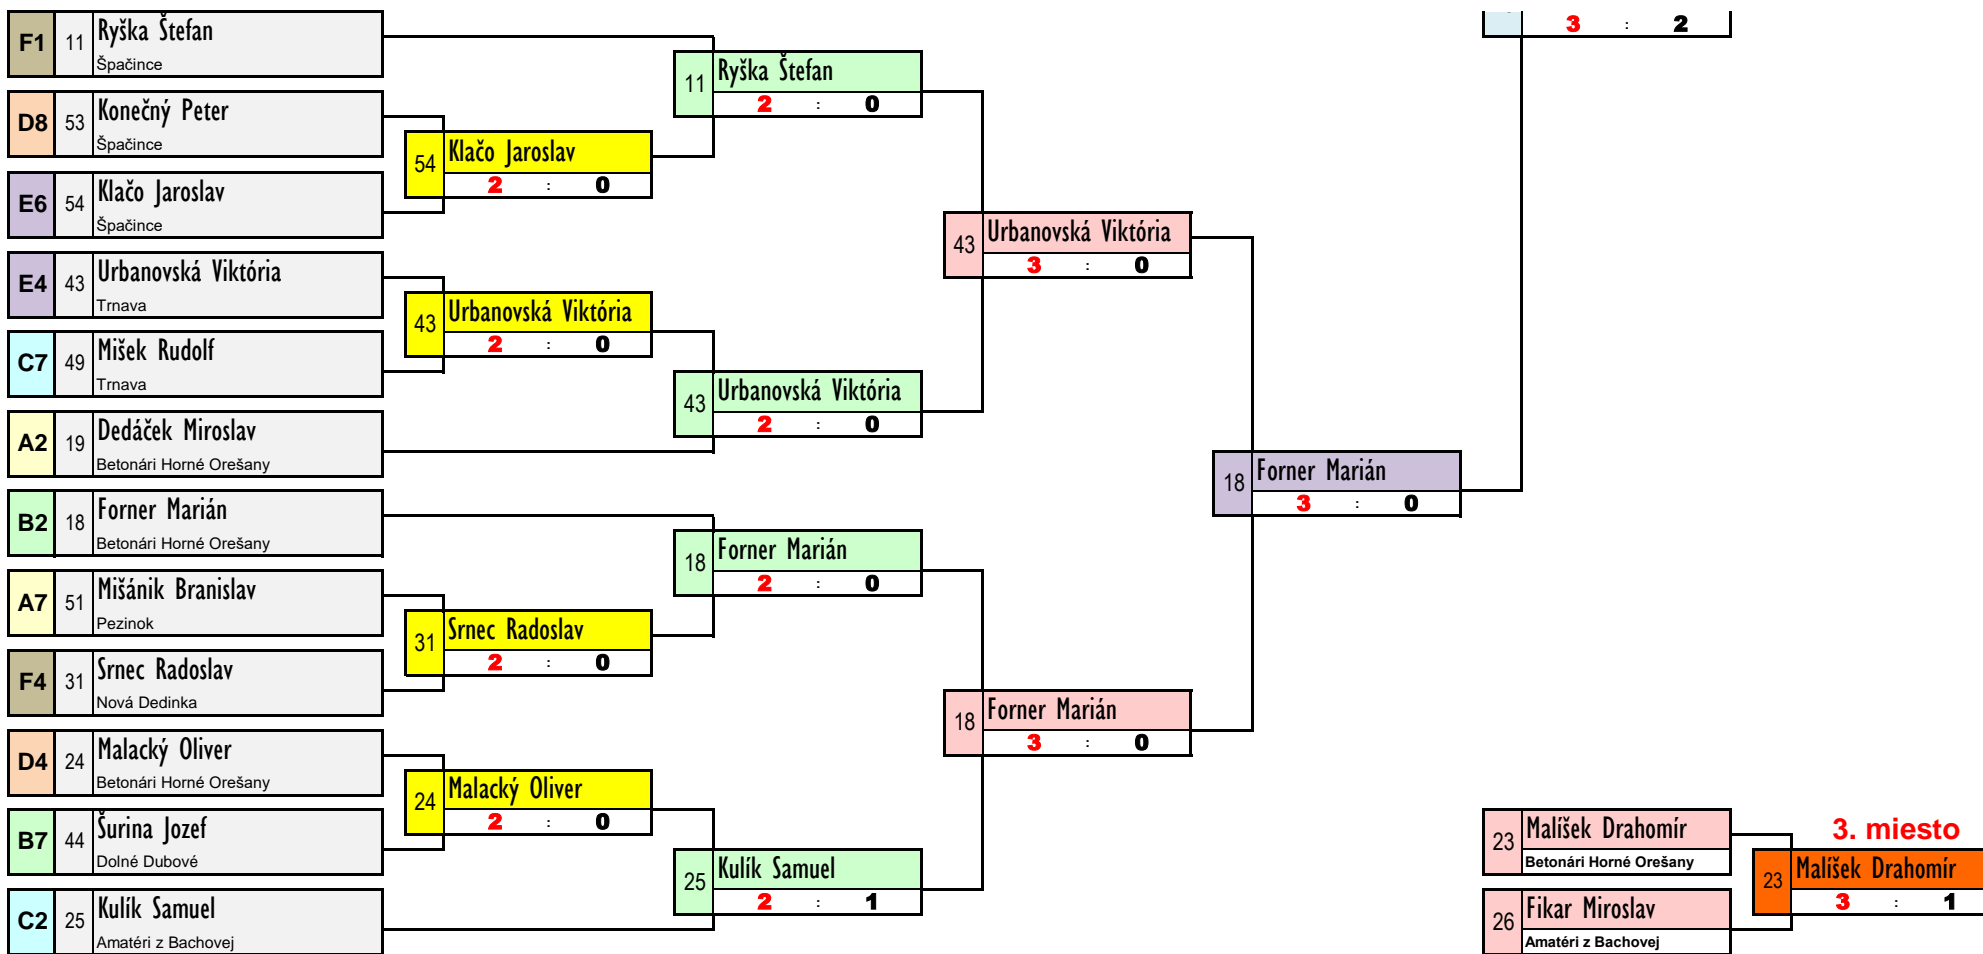 F1 11 Ryška Štefan
Špačince
D8 53 Konečný Peter
Špačince
E6 54 Klačo Jaroslav
Špačince
E4 43 Urbanovská Viktória
Trnava
C7 49 Mišek Rudolf
Trnava
A2 19 Dedáček Miroslav
Betonári Horné Orešany
B2 18 Forner Marián
Betonári Horné Orešany
A7 51 Mišánik Branislav
Pezinok
F4 31 Srnec Radoslav
Nová Dedinka
D4 24 Malacký Oliver
Betonári Horné Orešany
B7 44 Šurina Jozef
Dolné Dubové
C2 25 Kulík Samuel
Amatéri z Bachovej
54 Klačo Jaroslav
2 : 0
43 Urbanovská Viktória
2 : 0
31 Srnec Radoslav
2 : 0
24 Malacký Oliver
2 : 0
11 Ryška Štefan
2 : 0
43 Urbanovská Viktória
2 : 0
18 Forner Marián
2 : 0
25 Kulík Samuel
2 : 1
43 Urbanovská Viktória
3 : 0
18 Forner Marián
3 : 0
18 Forner Marián
3 : 0
3 : 2
23 Malíšek Drahomír
Betonári Horné Orešany
26 Fikar Miroslav
Amatéri z Bachovej
3. miesto
23 Malíšek Drahomír
3 : 1